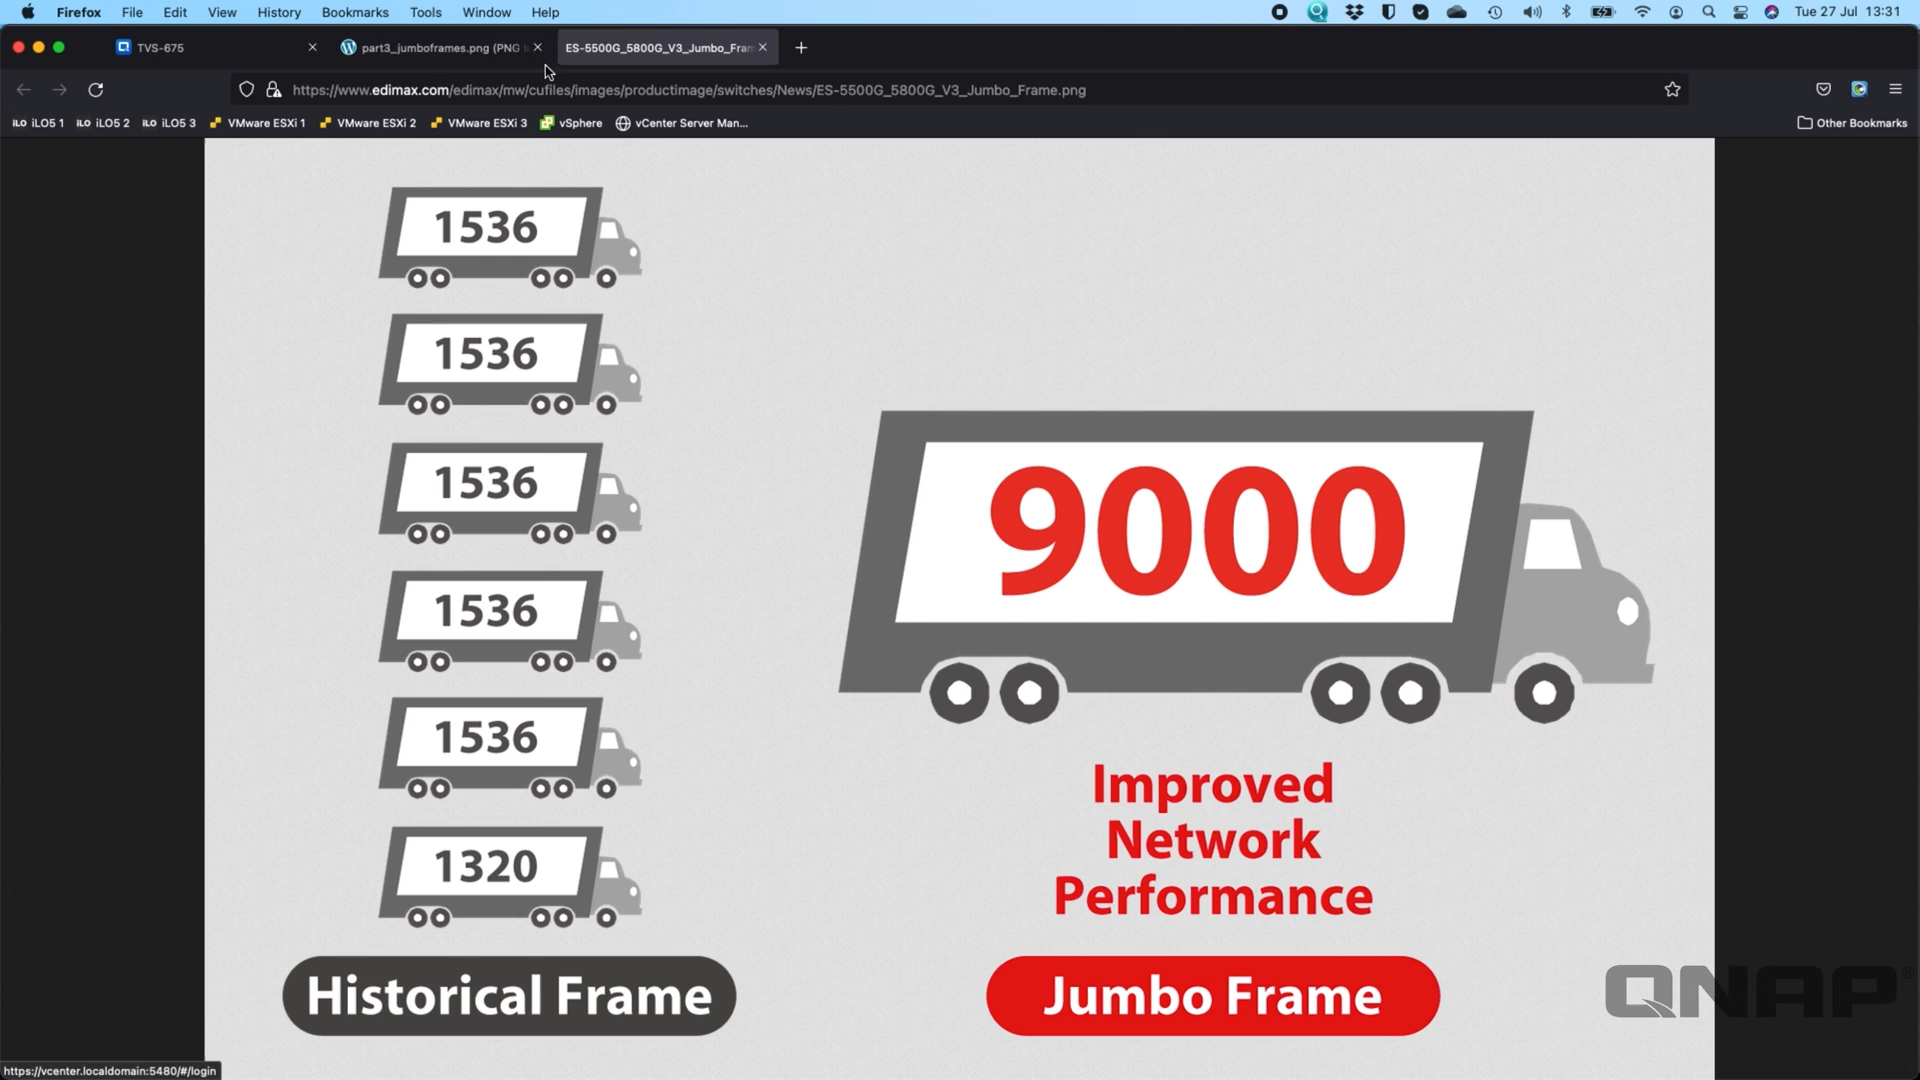 Firefox File Edit View History Bookmarks Tools Window Help
Tue 27 Jul 13:31
TVS-675
part3_jumboframes.png (PNG I
ES-5500G_5800G_V3_Jumbo_Fram
https://www.edimax.com/edimax/mw/cufiles/images/productimage/switches/News/ES-5500G_5800G_V3_Jumbo_Frame.png
iLO iLO5 1 iLO iLO5 2 iLO iLO5 3 VMware ESXi 1 VMware ESXi 2 VMware ESXi 3 vSphere vCenter Server Man... Other Bookmarks
1536
1536
1536
1536
1536
1320
Historical Frame
9000
Improved
Network
Performance
Jumbo Frame
QNAP®
https://vcenter.localdomain:5480/#/login